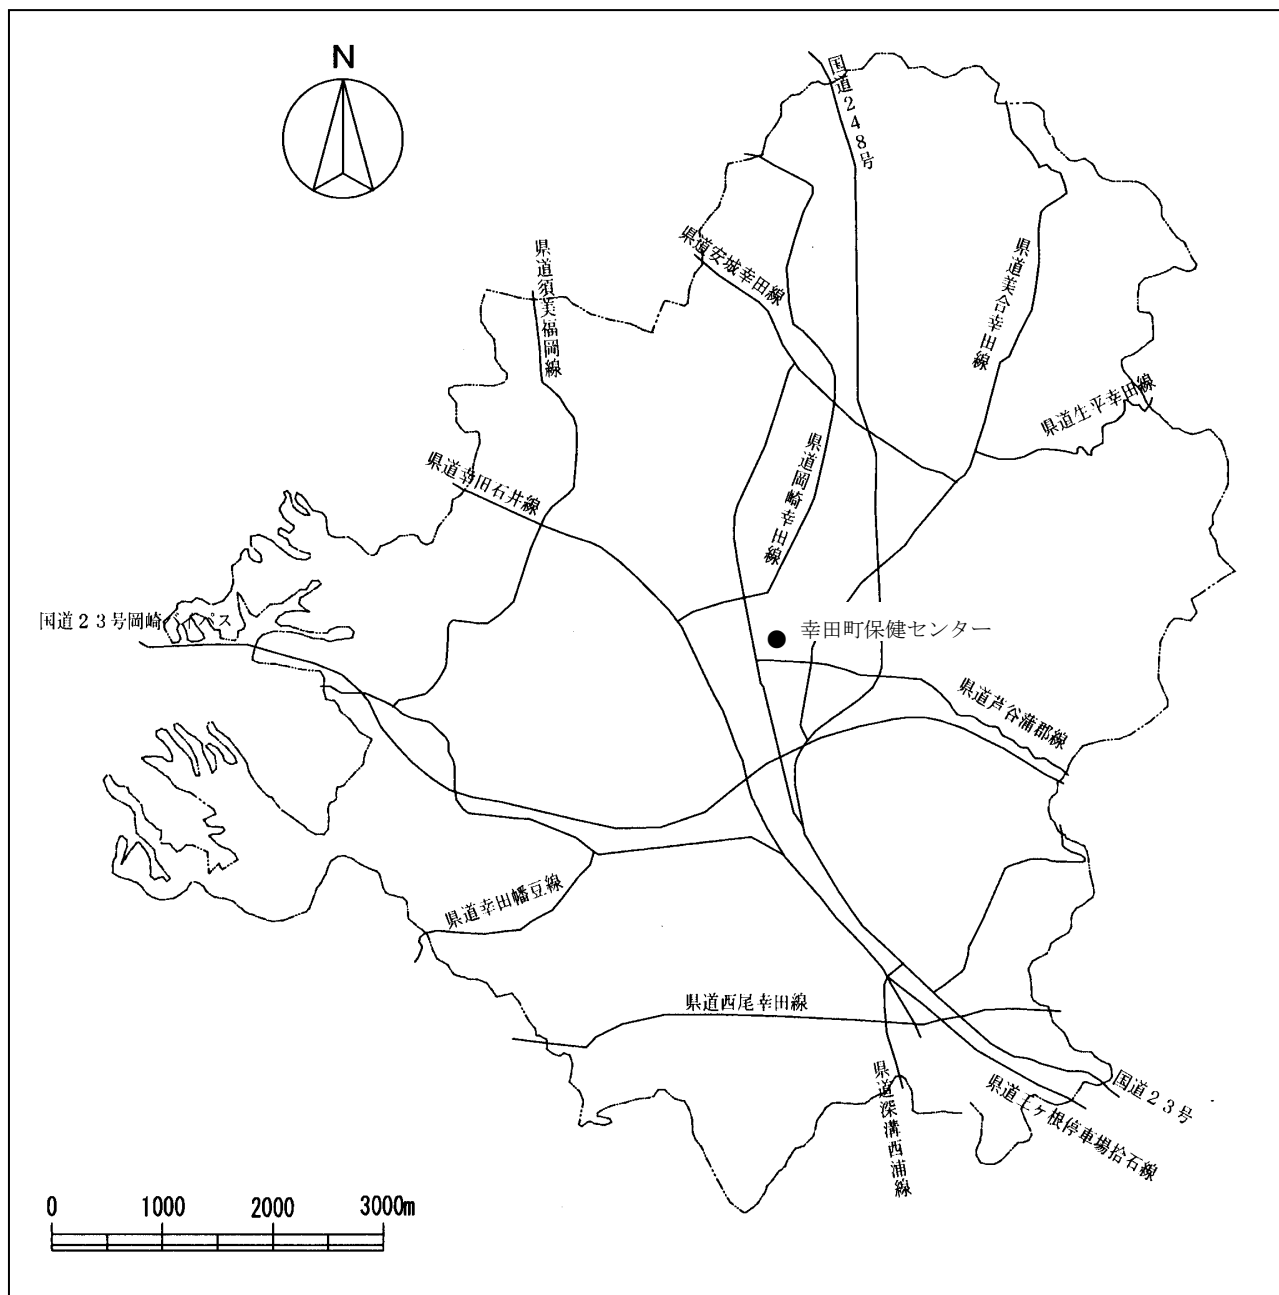 N
国道２４８号
県道安城幸田線
県道須美福岡線
県道美合幸田線
県道生平幸田線
県道岡崎幸田線
県道幸田石井線
国道２３号岡崎バイパス
幸田町保健センター
県道芦谷蒲郡線
県道幸田幡豆線
県道西尾幸田線
国道２３号
県道三ケ根停車場拾石線
県道深溝西浦線
0 1000 2000 3000m